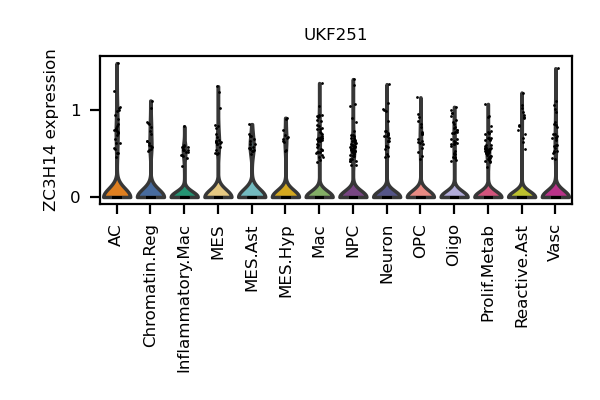 UKF251
ZC3H14 expression
1
0
AC
Chromatin.Reg
Inflammatory.Mac
MES
MES.Ast
MES.Hyp
Mac
NPC
Neuron
OPC
Oligo
Prolif.Metab
Reactive.Ast
Vasc